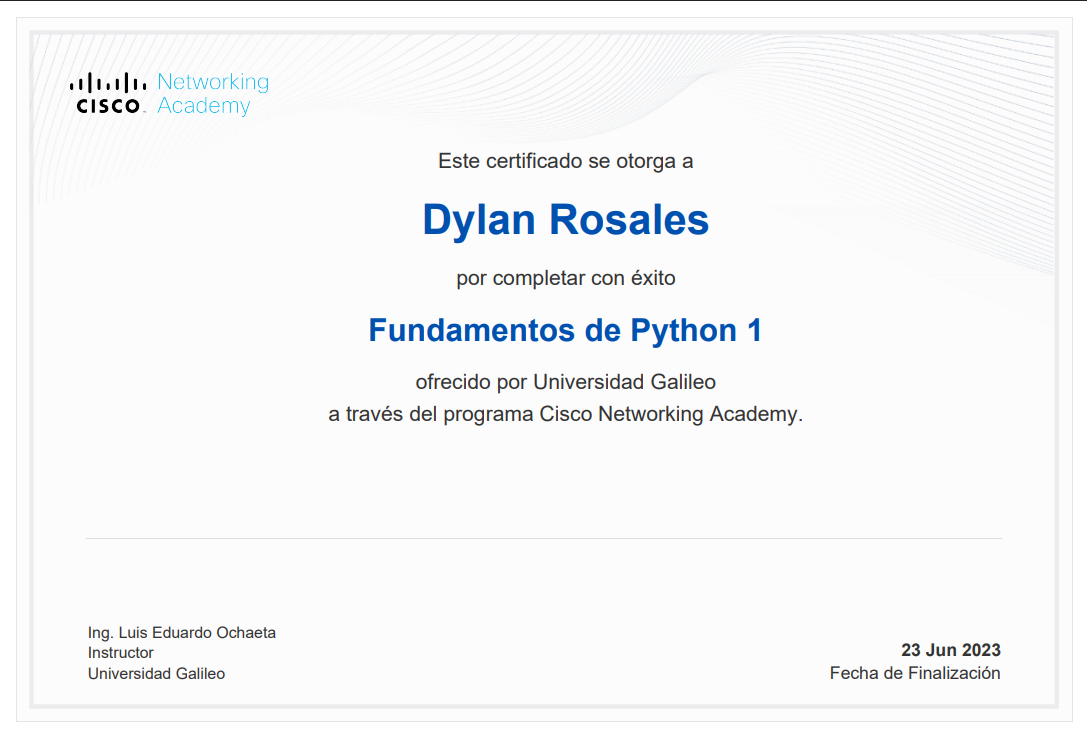 Networking
CISCO Academy
Este certificado se otorga a
Dylan Rosales
por completar con éxito
Fundamentos de Python 1
ofrecido por Universidad Galileo
a través del programa Cisco Networking Academy.
Ing. Luis Eduardo Ochaeta
Instructor
Universidad Galileo
23 Jun 2023
Fecha de Finalización